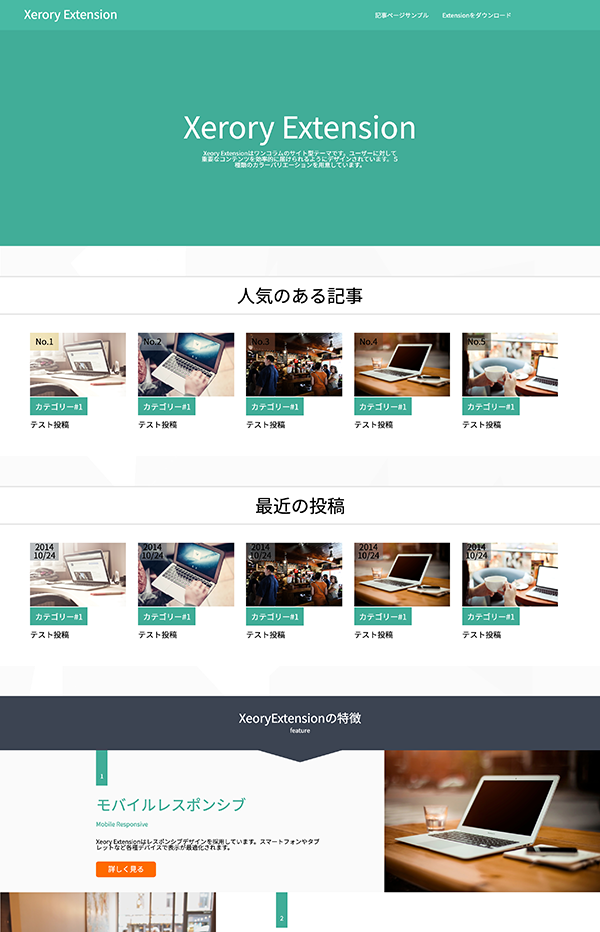 Xerory Extension
記事ページサンプル
Extensionをダウンロード
Xerory Extension
Xeory Extensionはワンコラムのサイト型テーマです。ユーザーに対して
重要なコンテンツを効率的に届けられるようにデザインされています。５
種類のカラーバリエーションを用意しています。
人気のある記事
No.1
No.2
No.3
No.4
No.5
カテゴリー#1
カテゴリー#1
カテゴリー#1
カテゴリー#1
カテゴリー#1
テスト投稿
テスト投稿
テスト投稿
テスト投稿
テスト投稿
最近の投稿
2014
10/24
2014
10/24
2014
10/24
2014
10/24
2014
10/24
カテゴリー#1
カテゴリー#1
カテゴリー#1
カテゴリー#1
カテゴリー#1
テスト投稿
テスト投稿
テスト投稿
テスト投稿
テスト投稿
XeoryExtensionの特徴
feature
1
モバイルレスポンシブ
Mobile Responsive
Xeory Extensionはレスポンシブデザインを採用しています。スマートフォンやタブ
レットなど各種デバイスで表示が最適化されます。
詳しく見る
2